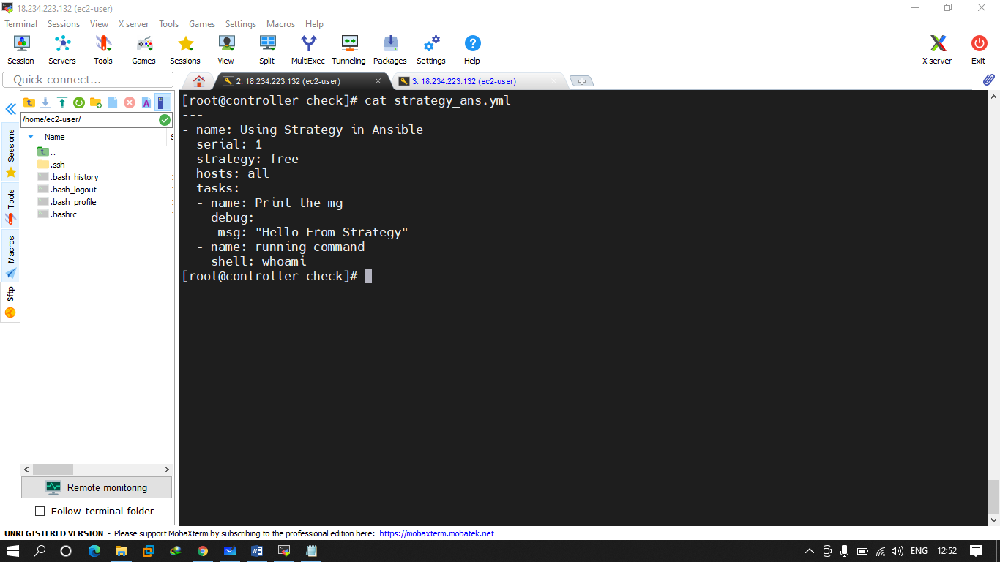 18.234.223.132 (ec2-user)
Terminal Sessions View X server Tools Games Settings Macros Help
Session Servers Tools Games Sessions View Split MultiExec Tunneling Packages Settings Help X server Exit
Quick connect...
2. 18.234.223.132 (ec2-user)
3. 18.234.223.132 (ec2-user)
/home/ec2-user/
Name
..
.ssh
.bash_history
.bash_logout
.bash_profile
.bashrc
Sessions
Tools
Macros
Sftp
[root@controller check]# cat strategy_ans.yml
---
- name: Using Strategy in Ansible
  serial: 1
  strategy: free
  hosts: all
  tasks:
  - name: Print the mg
    debug:
     msg: "Hello From Strategy"
  - name: running command
    shell: whoami
[root@controller check]#
Remote monitoring
Follow terminal folder
UNREGISTERED VERSION - Please support MobaXterm by subscribing to the professional edition here: https://mobaxterm.mobatek.net
ENG 12:52